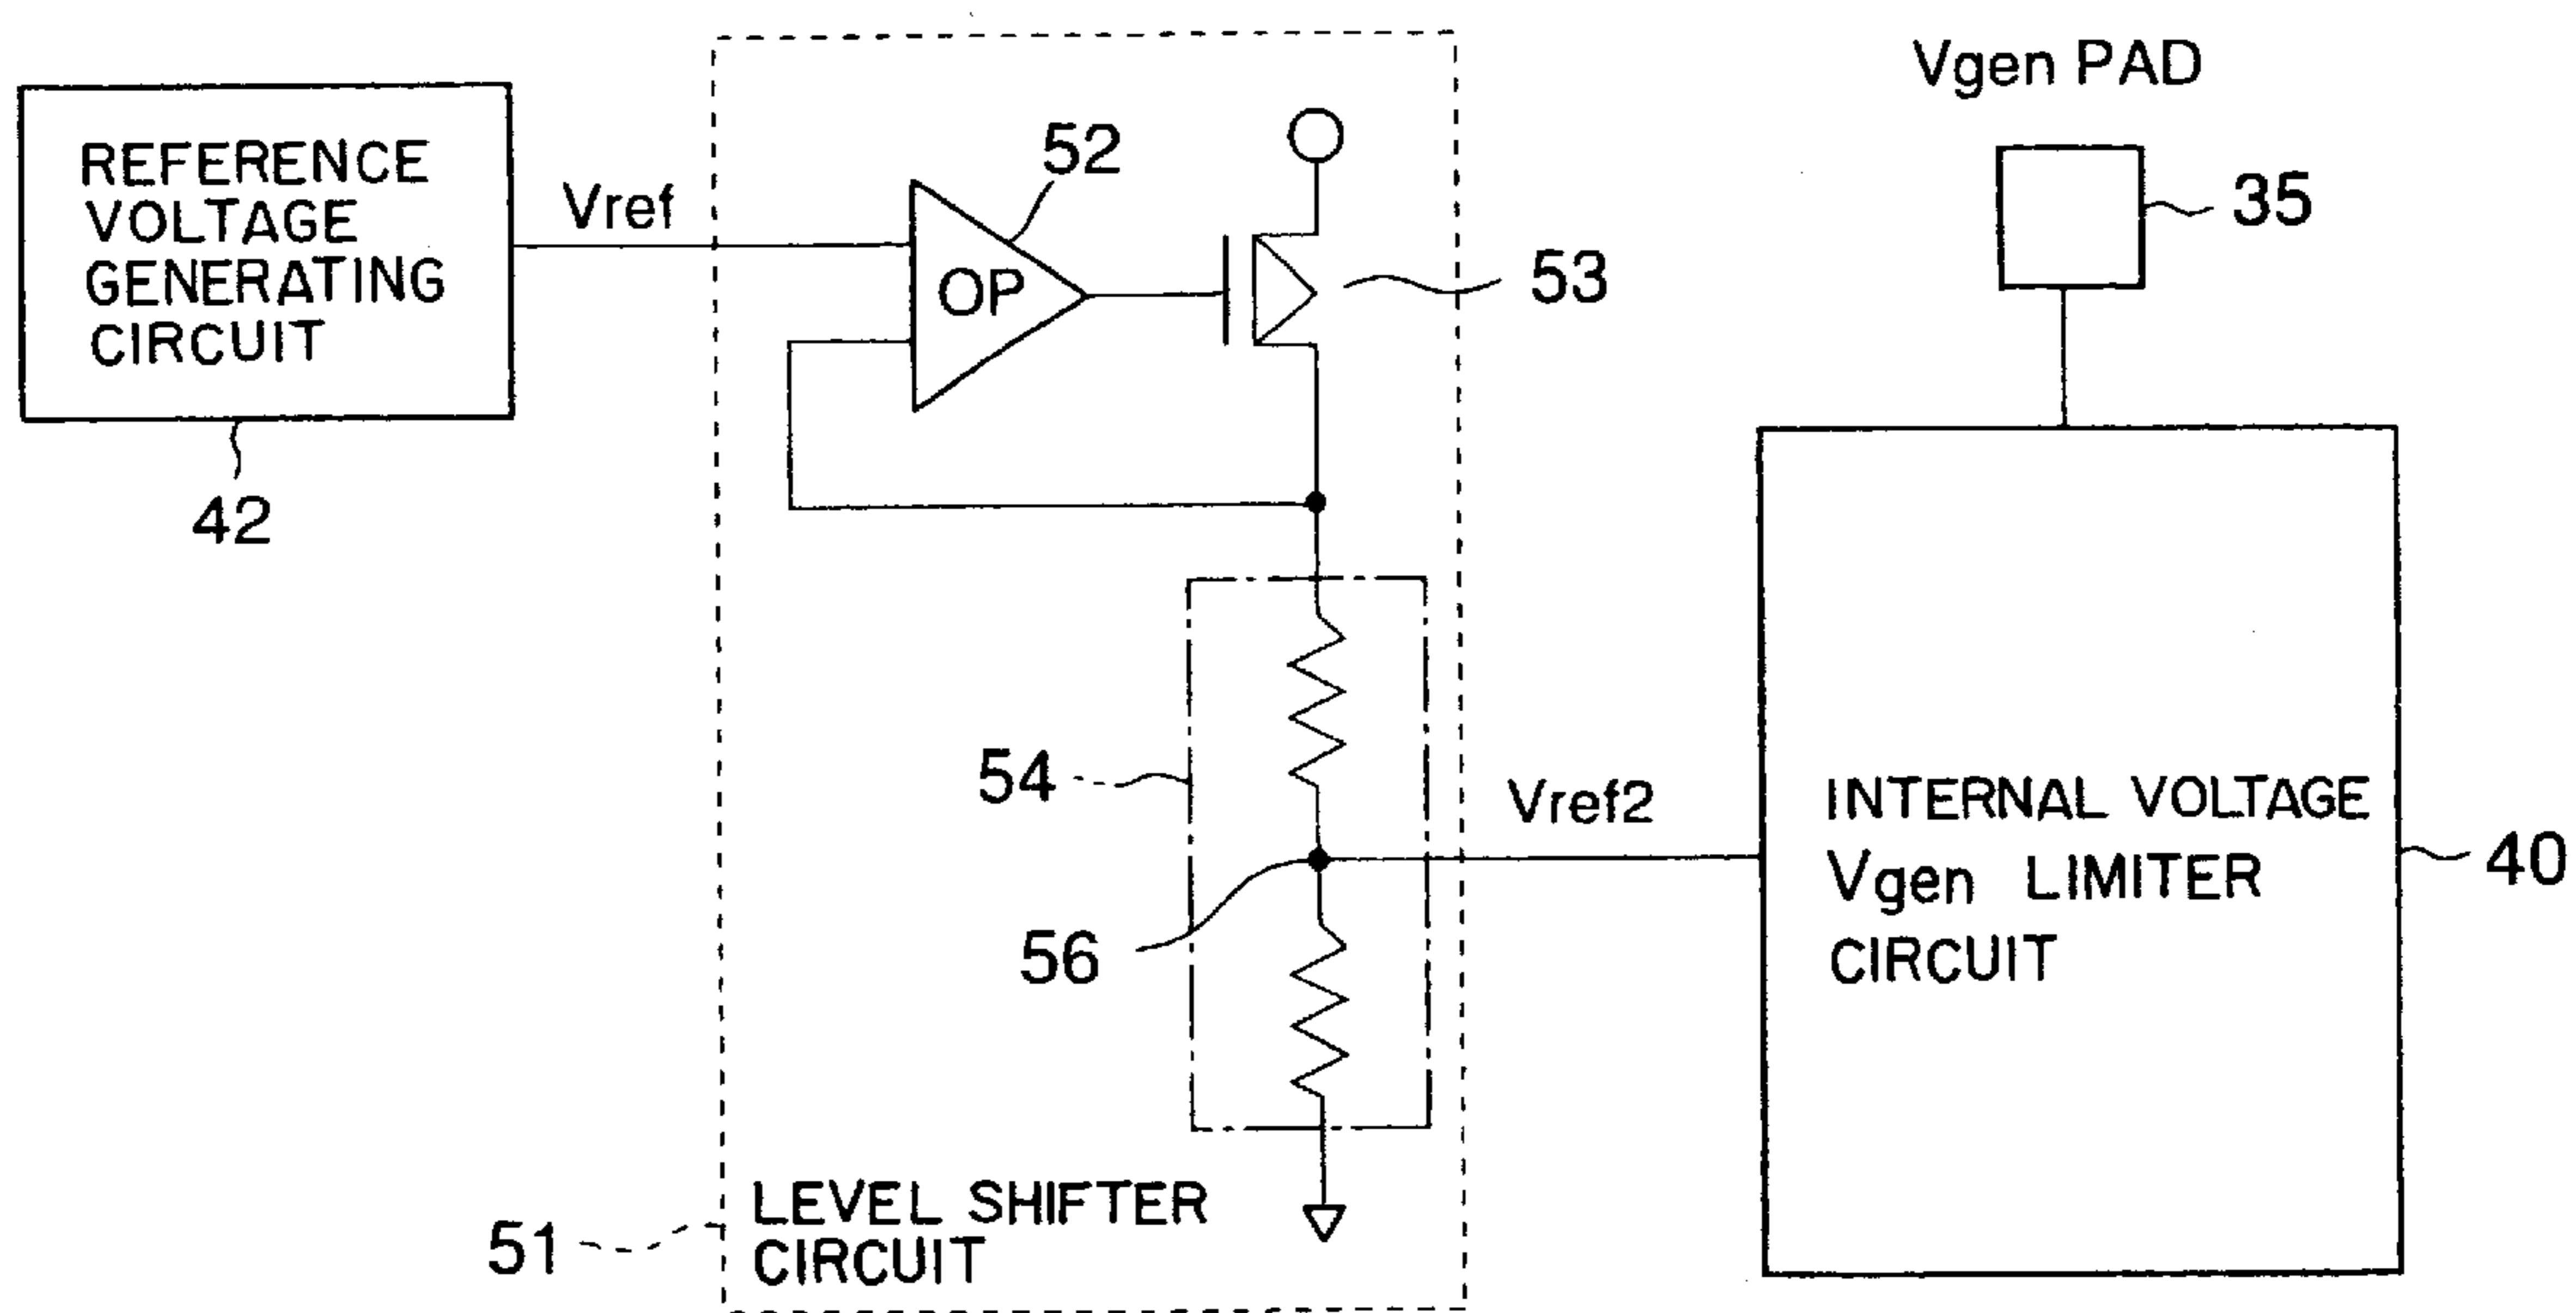 REFERENCE
VOLTAGE
GENERATING
CIRCUIT
42
Vref
52
OP
53
Vgen PAD
35
54
56
Vref2
INTERNAL VOLTAGE
Vgen LIMITER
CIRCUIT
40
51
LEVEL SHIFTER
CIRCUIT